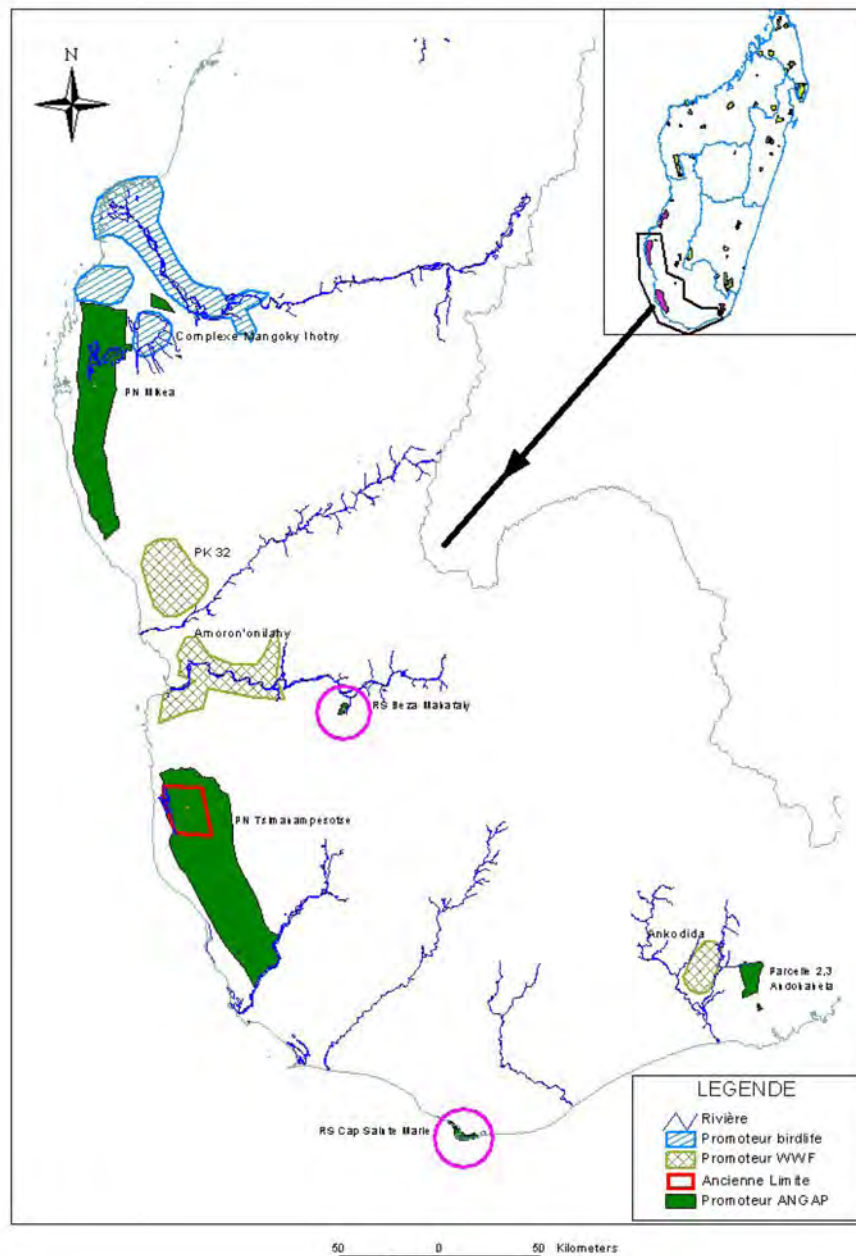 N
Complexe Mangoky Ihotry
PN Mikea
PK 32
Amoron'onilahy
RS Beza Mahafaly
PN Tsimanampesotse
Ankodida
Parcelle 2,3
Andohahela
RS Cap Sainte Marie
LEGENDE
Rivière
Promoteur birdlife
Promoteur WWF
Ancienne Limite
Promoteur ANGAP
50 0 50 Kilometers